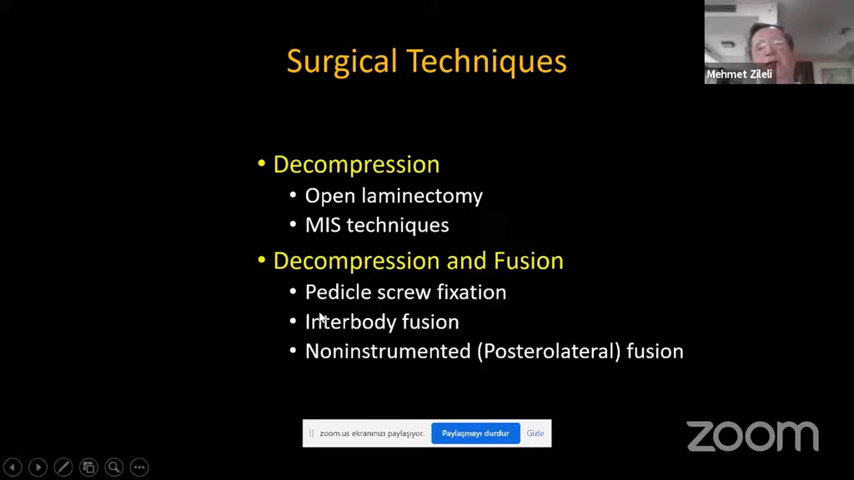 Surgical Techniques
Mehmet Zileli
• Decompression
• Open laminectomy
• MIS techniques
• Decompression and Fusion
• Pedicle screw fixation
• Interbody fusion
• Noninstrumented (Posterolateral) fusion
zoom.us ekranınızı paylaşıyor. Paylaşmayı durdur Gizle
zoom